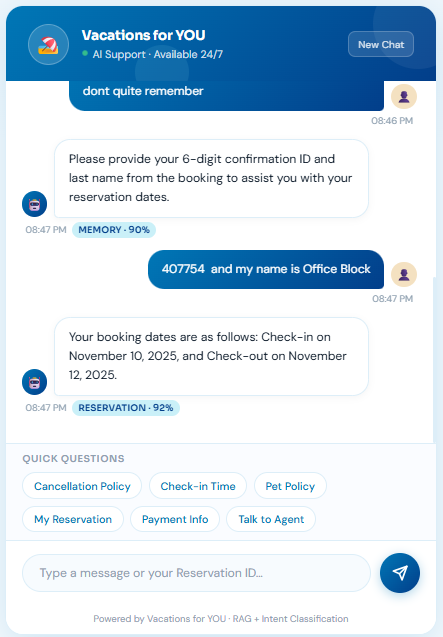 Vacations for YOU
AI Support · Available 24/7
New Chat
dont quite remember
08:46 PM
Please provide your 6-digit confirmation ID and
last name from the booking to assist you with your
reservation dates.
08:47 PM
MEMORY · 90%
407754 and my name is Office Block
08:47 PM
Your booking dates are as follows: Check-in on
November 10, 2025, and Check-out on November
12, 2025.
08:47 PM
RESERVATION · 92%
QUICK QUESTIONS
Cancellation Policy
Check-in Time
Pet Policy
My Reservation
Payment Info
Talk to Agent
Type a message or your Reservation ID...
Powered by Vacations for YOU · RAG + Intent Classification